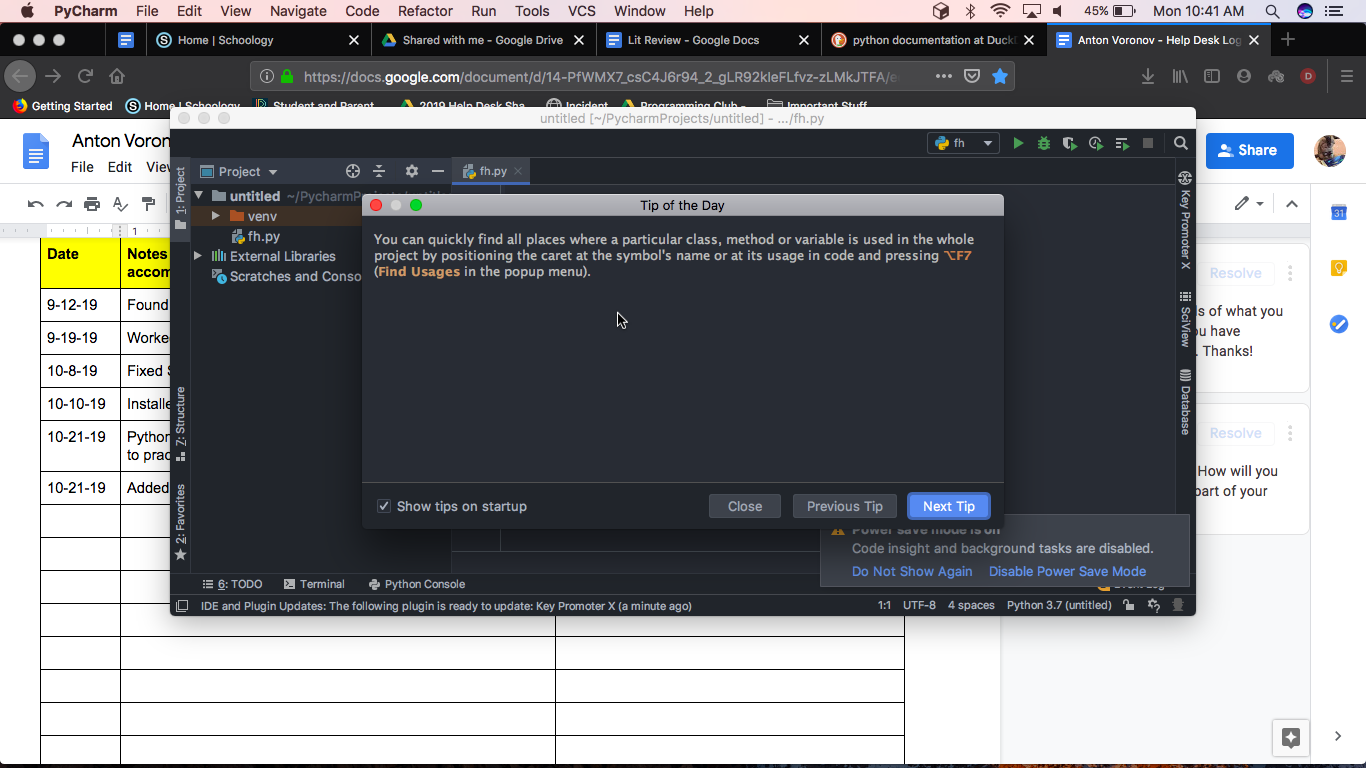 PyCharm File Edit View Navigate Code Refactor Run Tools VCS Window Help 45% Mon 10:41 AM
Home | Schoology Shared with me - Google Drive Lit Review - Google Docs python documentation at Duck Anton Voronov - Help Desk Log
https://docs.google.com/document/d/14-PfWMX7_csC4J6r94_2_gLR92kleFLfvz-zLMkJTFA/e
Getting Started Home | Schoology Student and Parent 2019 Help Desk Sha Incident Programming Club - Important Stuff
untitled [~/PycharmProjects/untitled] - .../fh.py
Anton Voron
File Edit Vie
Share
fh
1: Project
Project
fh.py
untitled ~/PycharmProjects/untitled
venv
fh.py
External Libraries
Scratches and Conso
7: Structure
2: Favorites
Key Promoter X
SciView
Database
Tip of the Day
You can quickly find all places where a particular class, method or variable is used in the whole
project by positioning the caret at the symbol's name or at its usage in code and pressing ⌥F7
(Find Usages in the popup menu).
Show tips on startup Close Previous Tip Next Tip
Power save mode is on
Code insight and background tasks are disabled.
Do Not Show Again Disable Power Save Mode
6: TODO Terminal Python Console Event Log
IDE and Plugin Updates: The following plugin is ready to update: Key Promoter X (a minute ago) 1:1 UTF-8 4 spaces Python 3.7 (untitled)
1
Date Notes
accom
9-12-19 Found
9-19-19 Worke
10-8-19 Fixed
10-10-19 Installe
10-21-19 Python
to prac
10-21-19 Added
Resolve
s of what you
u have
. Thanks!
Resolve
How will you
part of your
31
D